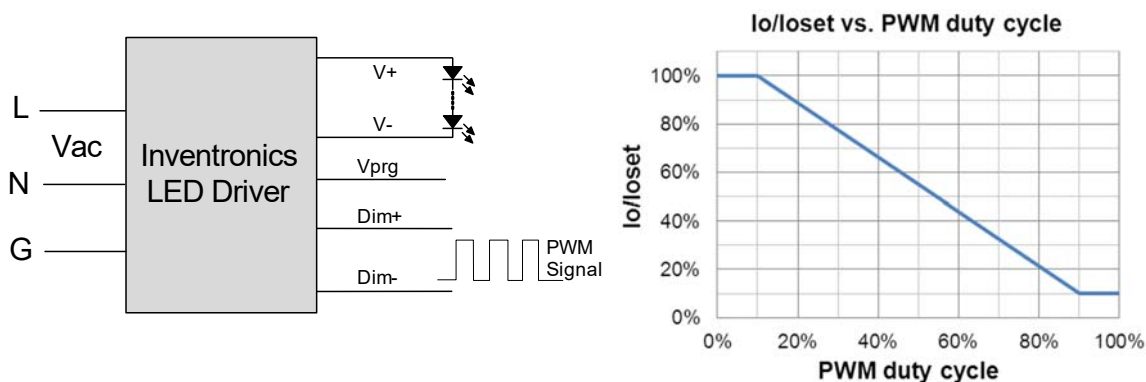 L
Vac
N
G
Inventronics
LED Driver
V+
V-
Vprg
Dim+
Dim-
PWM
Signal
Io/Ioset vs. PWM duty cycle
Io/Ioset
100%
80%
60%
40%
20%
0%
0% 20% 40% 60% 80% 100%
PWM duty cycle